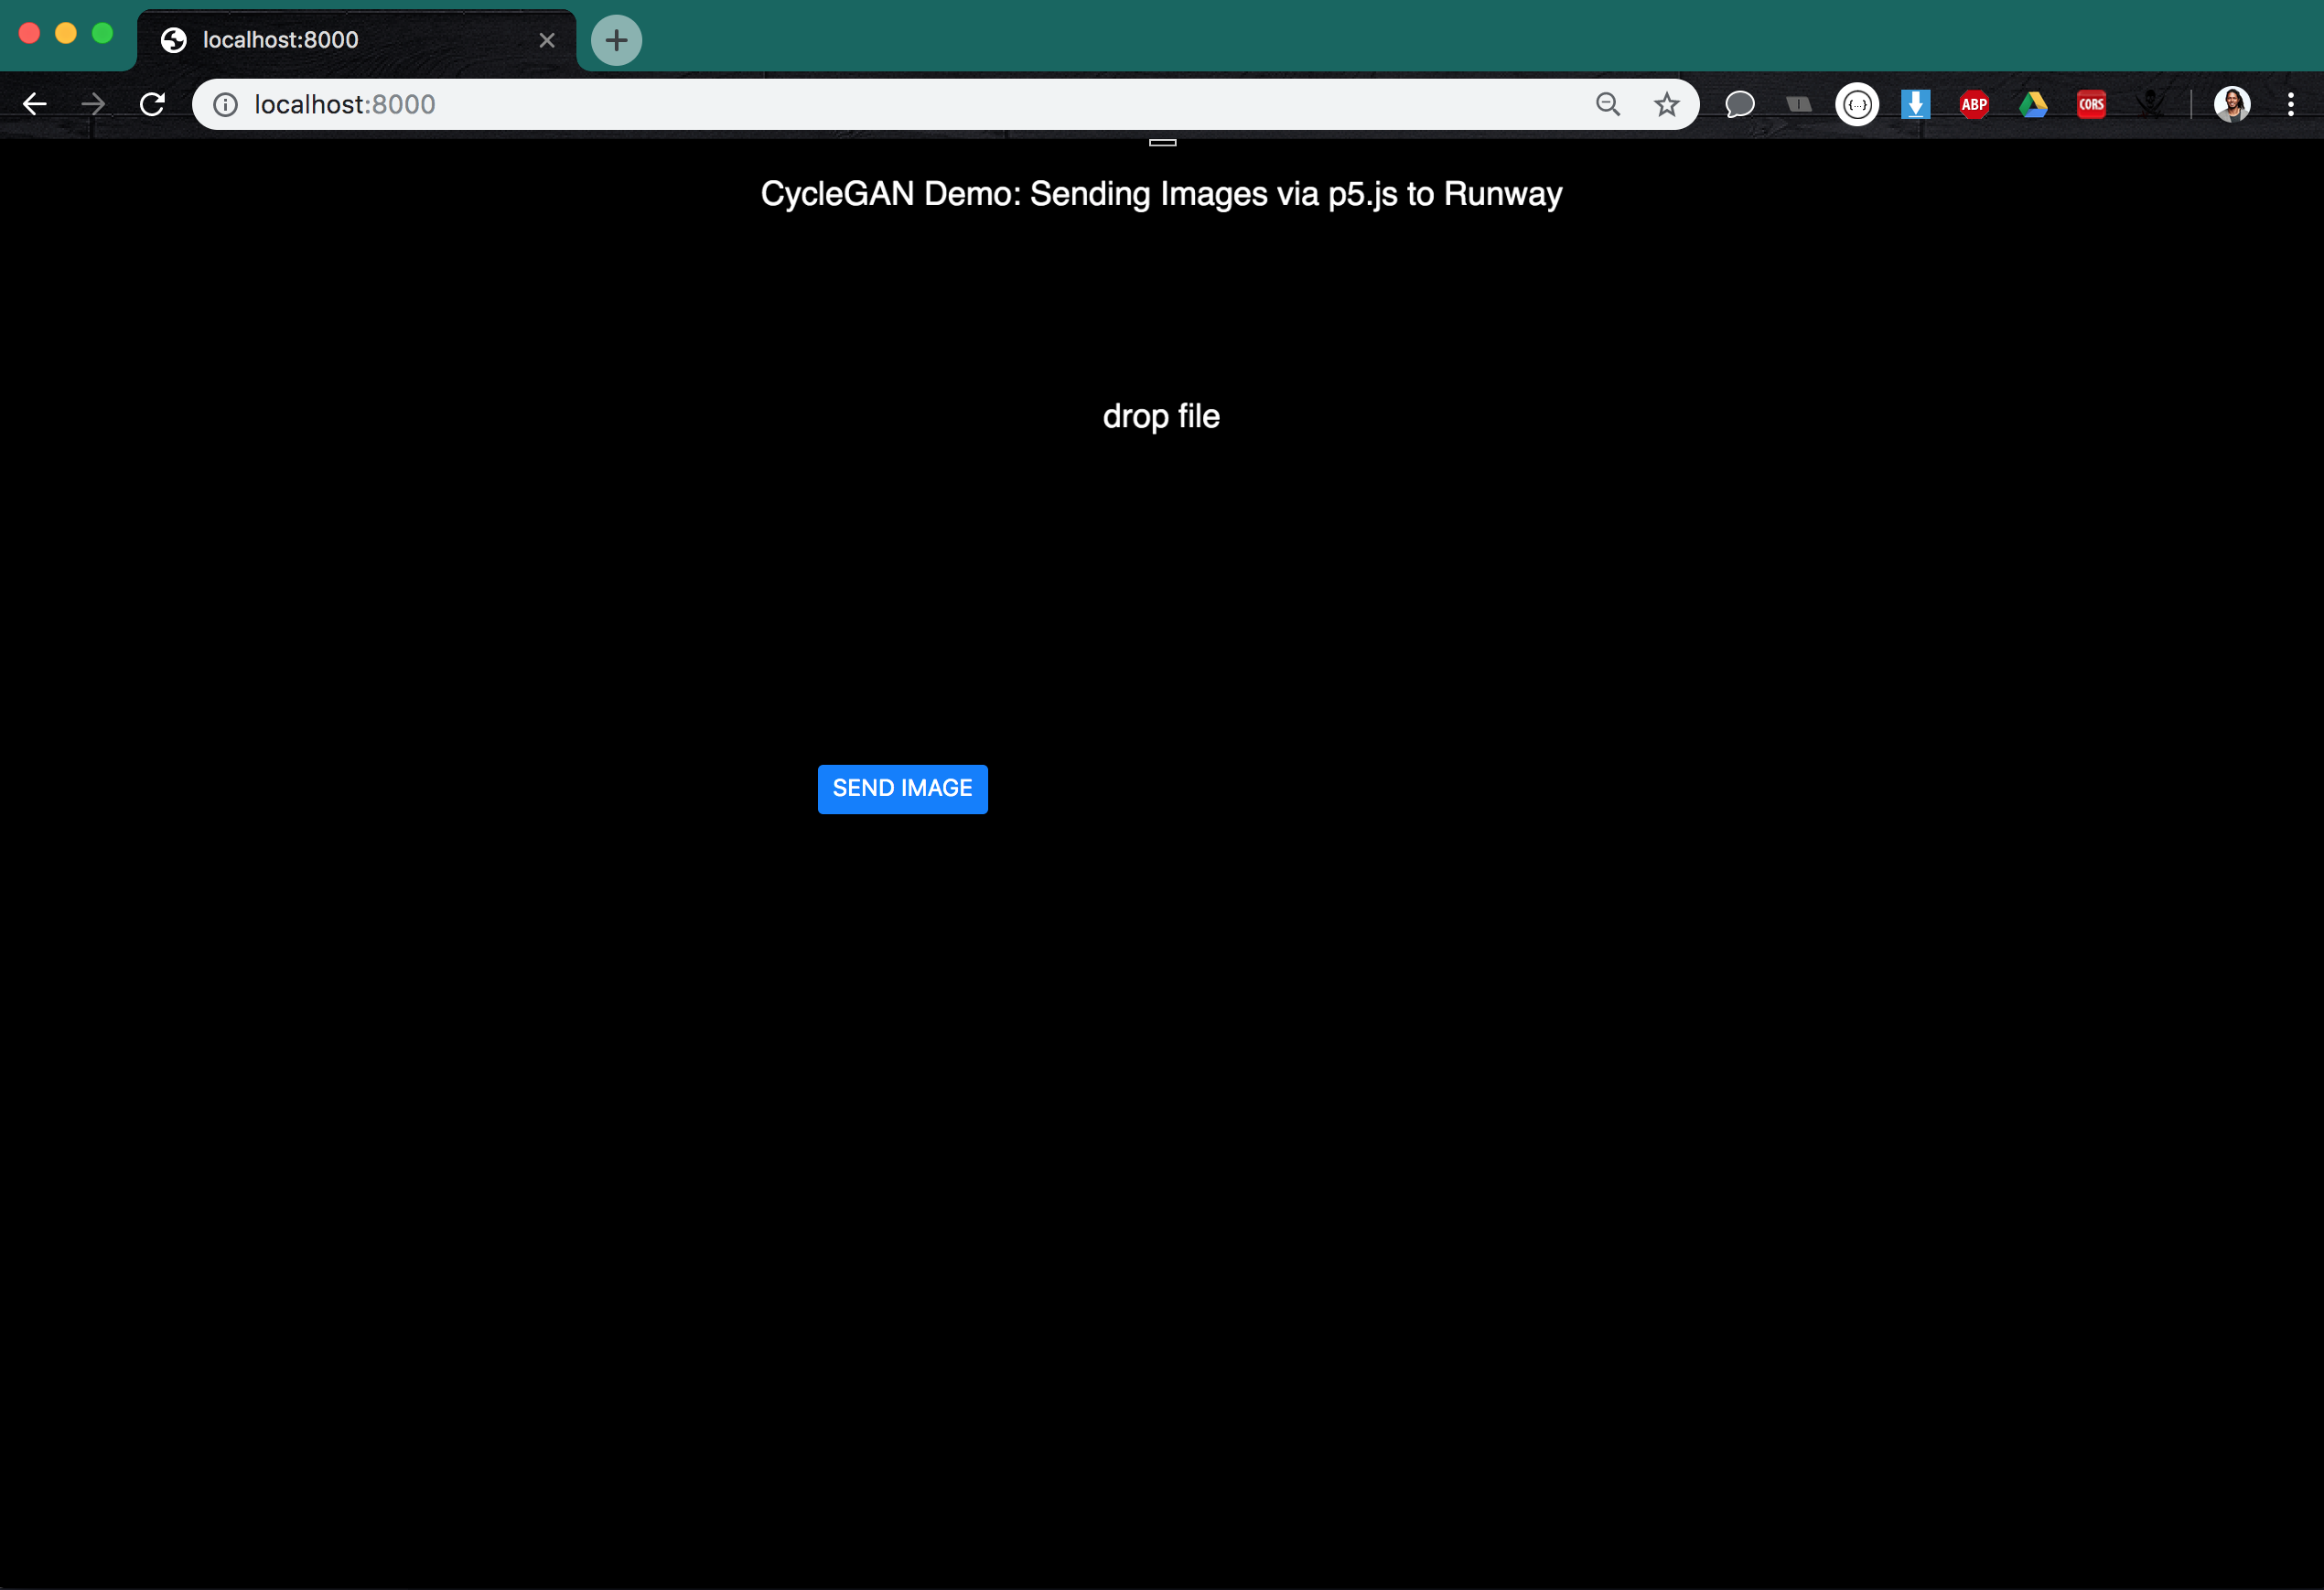 localhost:8000
localhost:8000
{...}
ABP
CORS
CycleGAN Demo: Sending Images via p5.js to Runway
drop file
SEND IMAGE